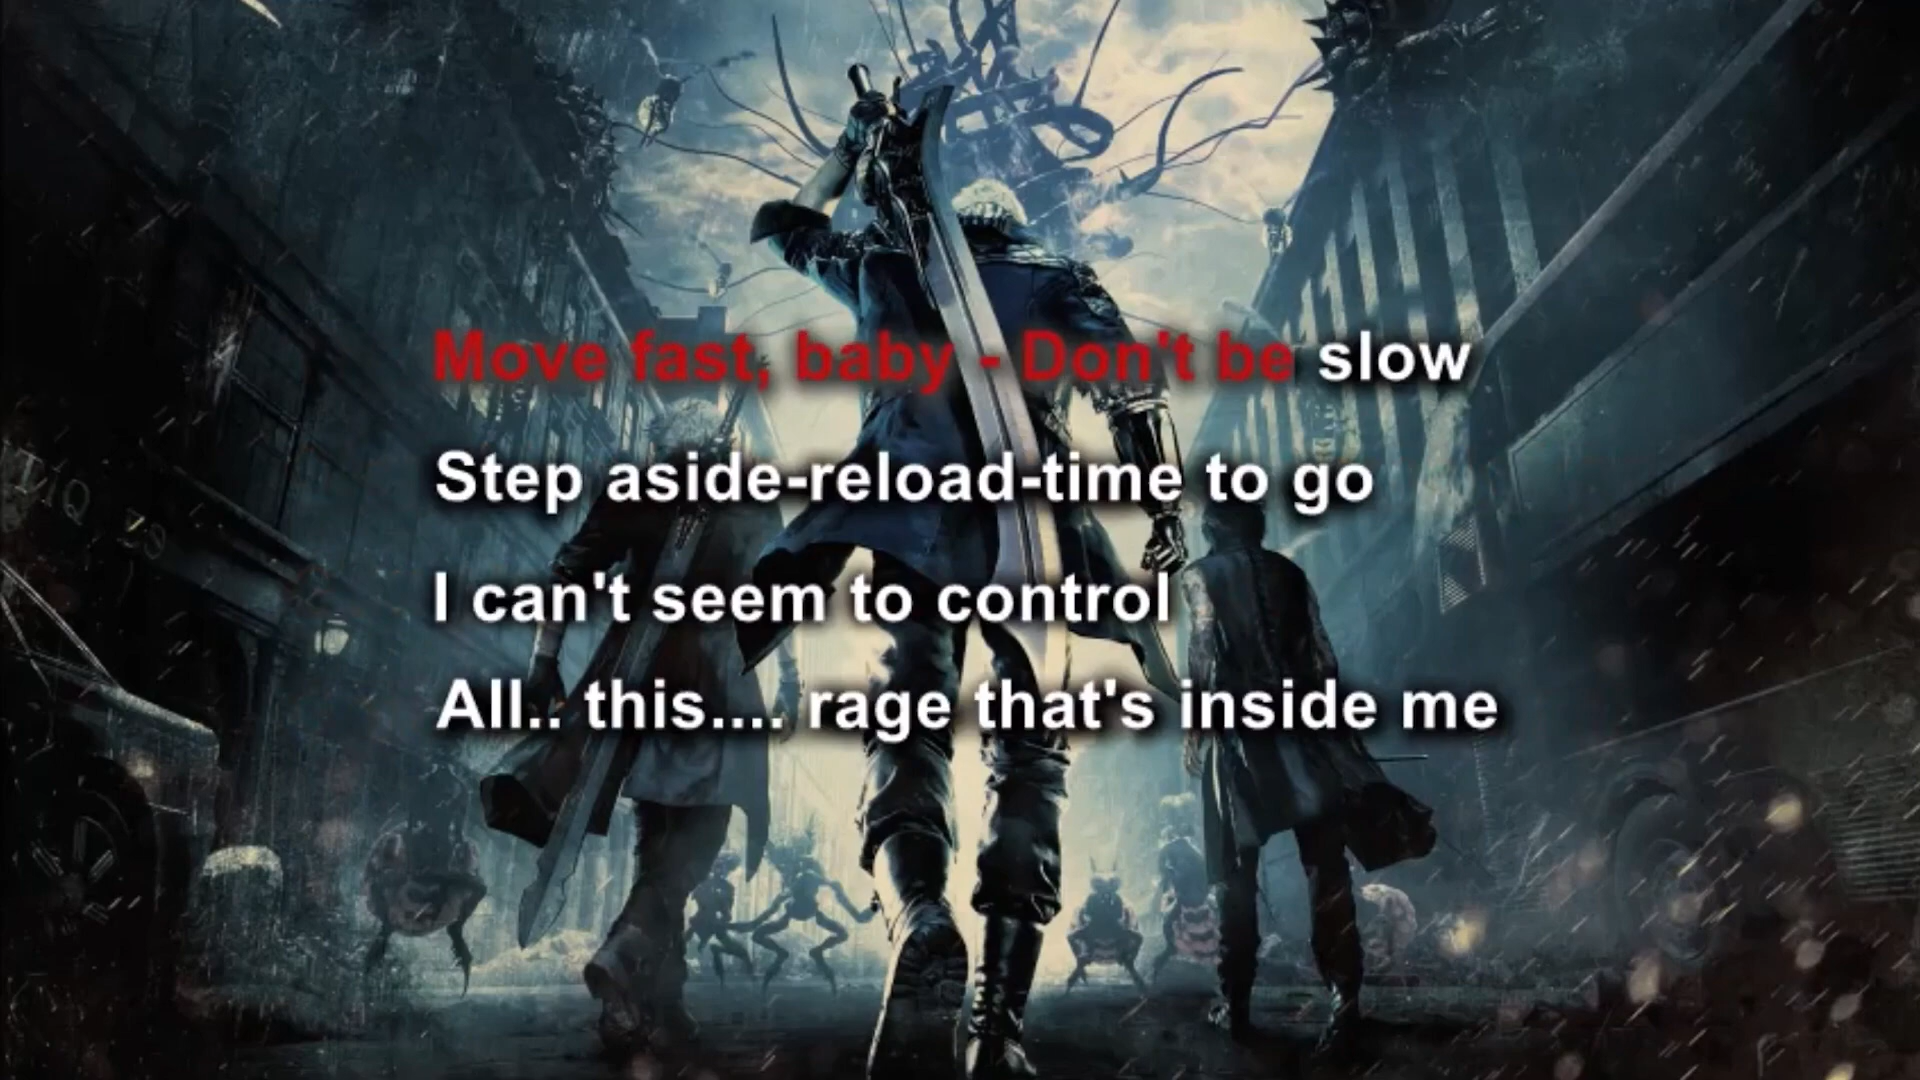 Move fast, baby - Don't be slow
Step aside-reload-time to go
I can't seem to control
All.. this.... rage that's inside me